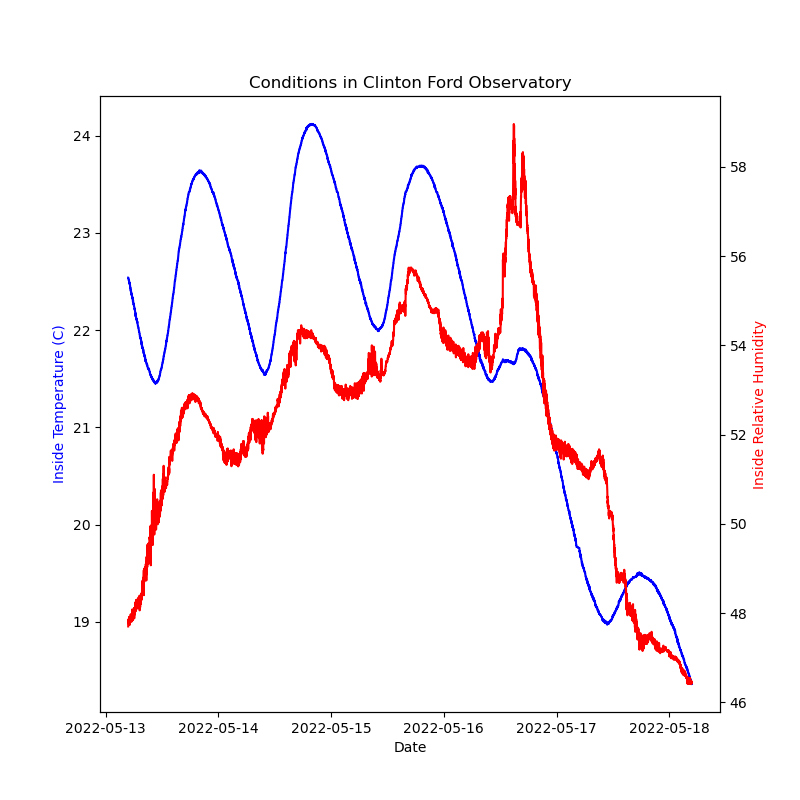 Conditions in Clinton Ford Observatory
Inside Temperature (C)
24
23
22
21
20
19
58
56
54
52
50
48
46
Inside Relative Humidity
2022-05-13 2022-05-14 2022-05-15 2022-05-16 2022-05-17 2022-05-18
Date